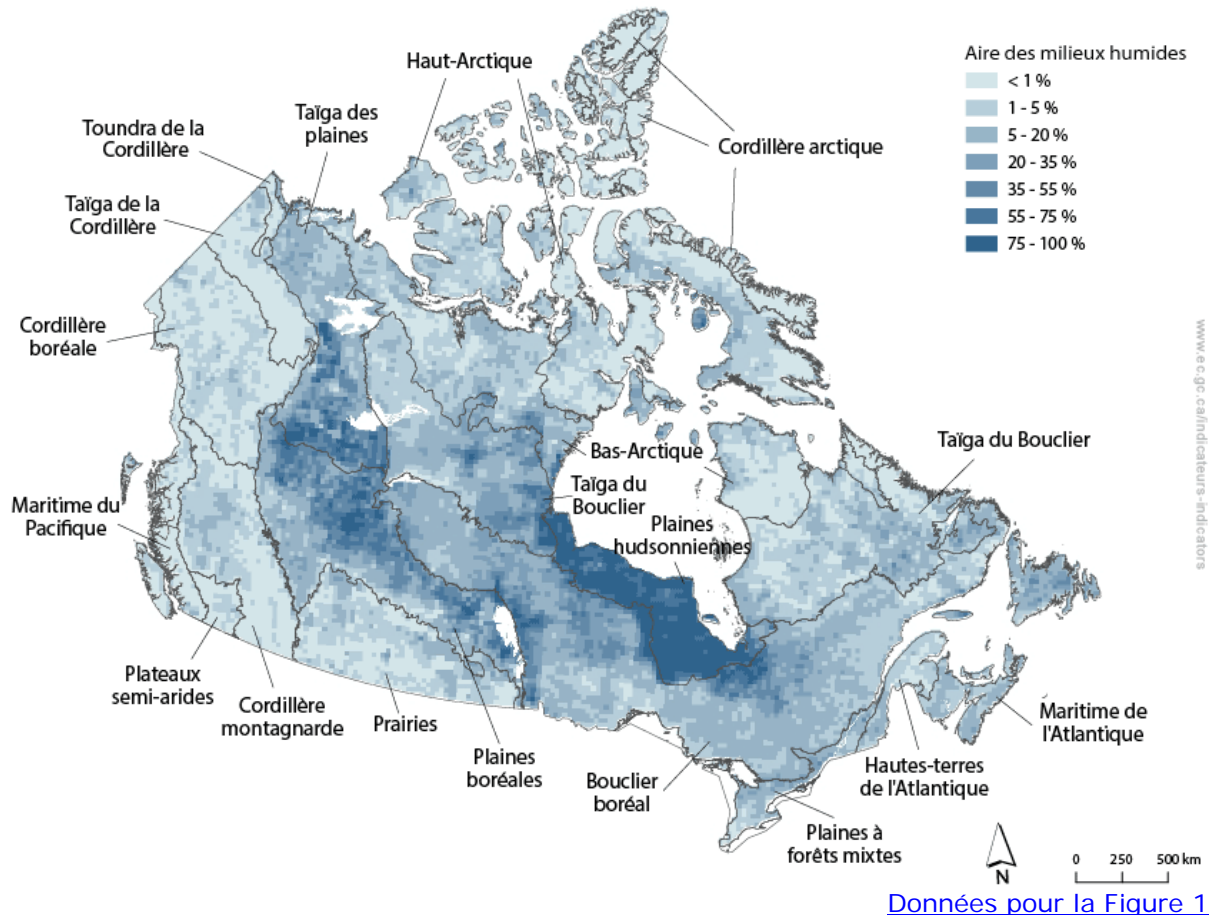 Haut-Arctique
Taïga des
plaines
Toundra de la
Cordillère
Taïga de la
Cordillère
Cordillère
boréale
Maritime du
Pacifique
Cordillère arctique
Aire des milieux humides
< 1 %
1 - 5 %
5 - 20 %
20 - 35 %
35 - 55 %
55 - 75 %
75 - 100 %
www.ec.gc.ca/indicateurs-indicators
Bas-Arctique
Taïga du
Bouclier
Plaines
hudsonniennes
Taïga du Bouclier
Plateaux
semi-arides
Cordillère
montagnarde
Prairies
Plaines
boréales
Bouclier
boréal
Plaines à
forêts mixtes
Hautes-terres
de l'Atlantique
Maritime de
l'Atlantique
N
0 250 500 km
Données pour la Figure 1